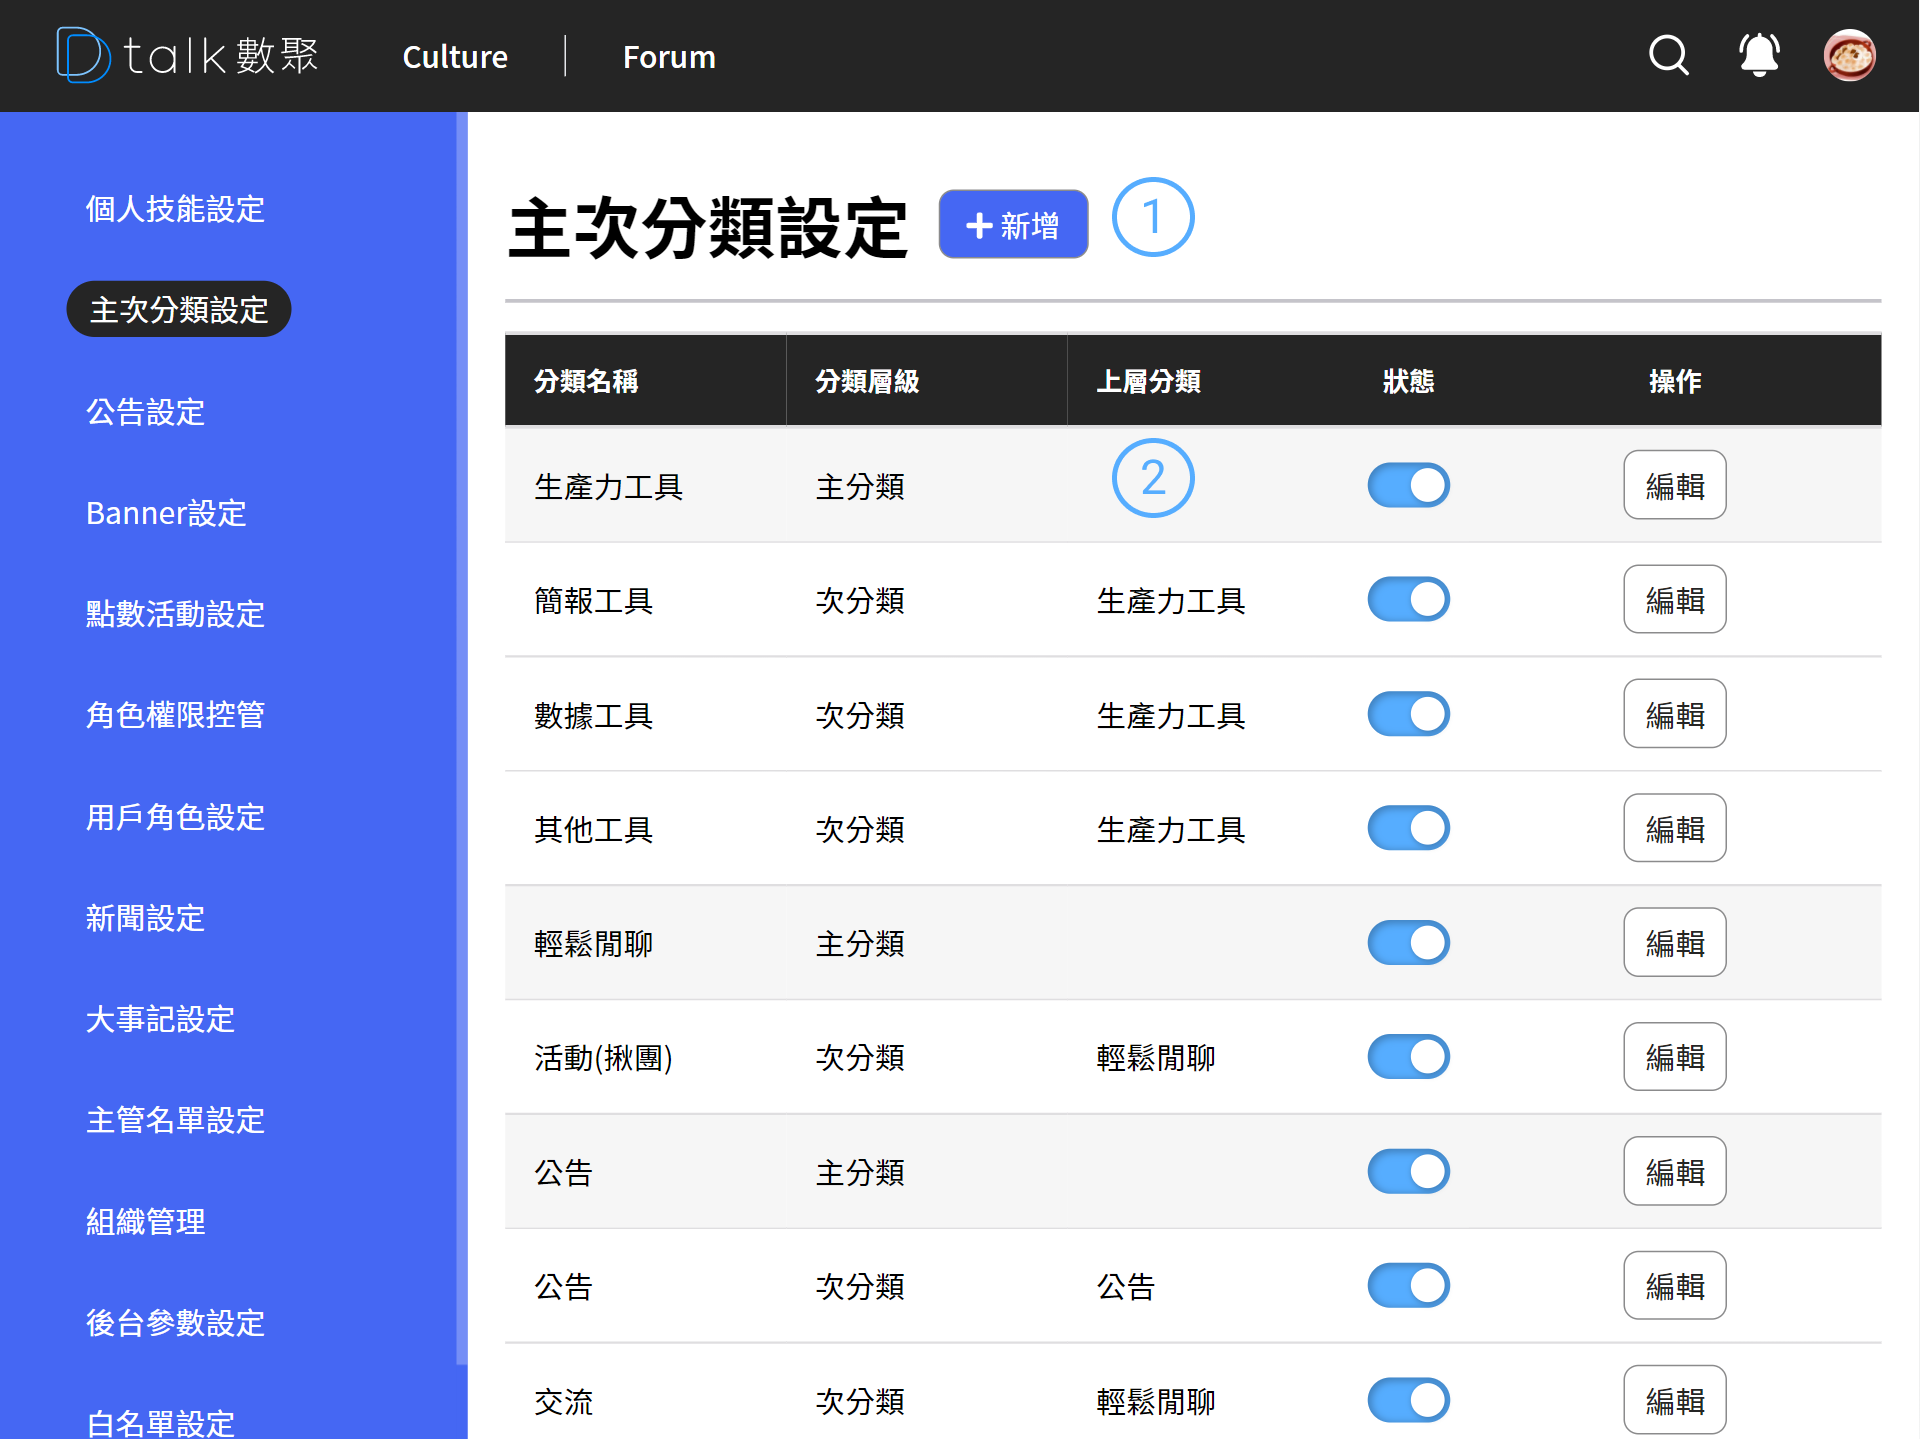 Dtalk數聚 Culture Forum
個人技能設定
主次分類設定
公告設定
Banner設定
點數活動設定
角色權限控管
用戶角色設定
新聞設定
大事記設定
主管名單設定
組織管理
後台參數設定
白名單設定
主次分類設定 新增 1
分類名稱 分類層級 上層分類 狀態 操作
生產力工具 主分類 2 編輯
簡報工具 次分類 生產力工具 編輯
數據工具 次分類 生產力工具 編輯
其他工具 次分類 生產力工具 編輯
輕鬆閒聊 主分類 編輯
活動(揪團) 次分類 輕鬆閒聊 編輯
公告 主分類 編輯
公告 次分類 公告 編輯
交流 次分類 輕鬆閒聊 編輯